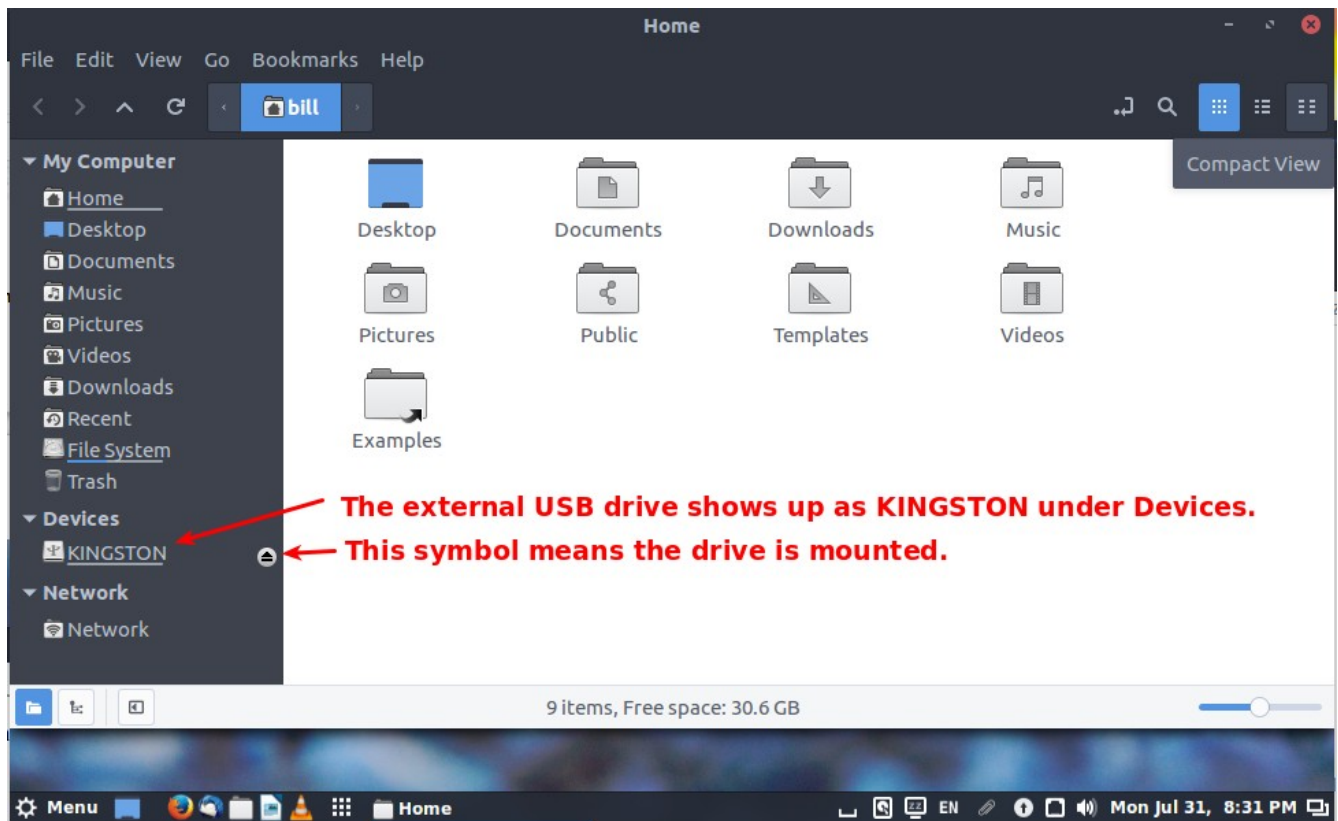 Home
File Edit View Go Bookmarks Help
bill
My Computer
Compact View
Home
Desktop
Documents
Music
Pictures
Videos
Downloads
Recent
File System
Trash
Desktop Documents Downloads Music
Pictures Public Templates Videos
Examples
The external USB drive shows up as KINGSTON under Devices.
Devices
This symbol means the drive is mounted.
KINGSTON
Network
Network
9 items, Free space: 30.6 GB
Menu Home zz EN Mon Jul 31, 8:31 PM